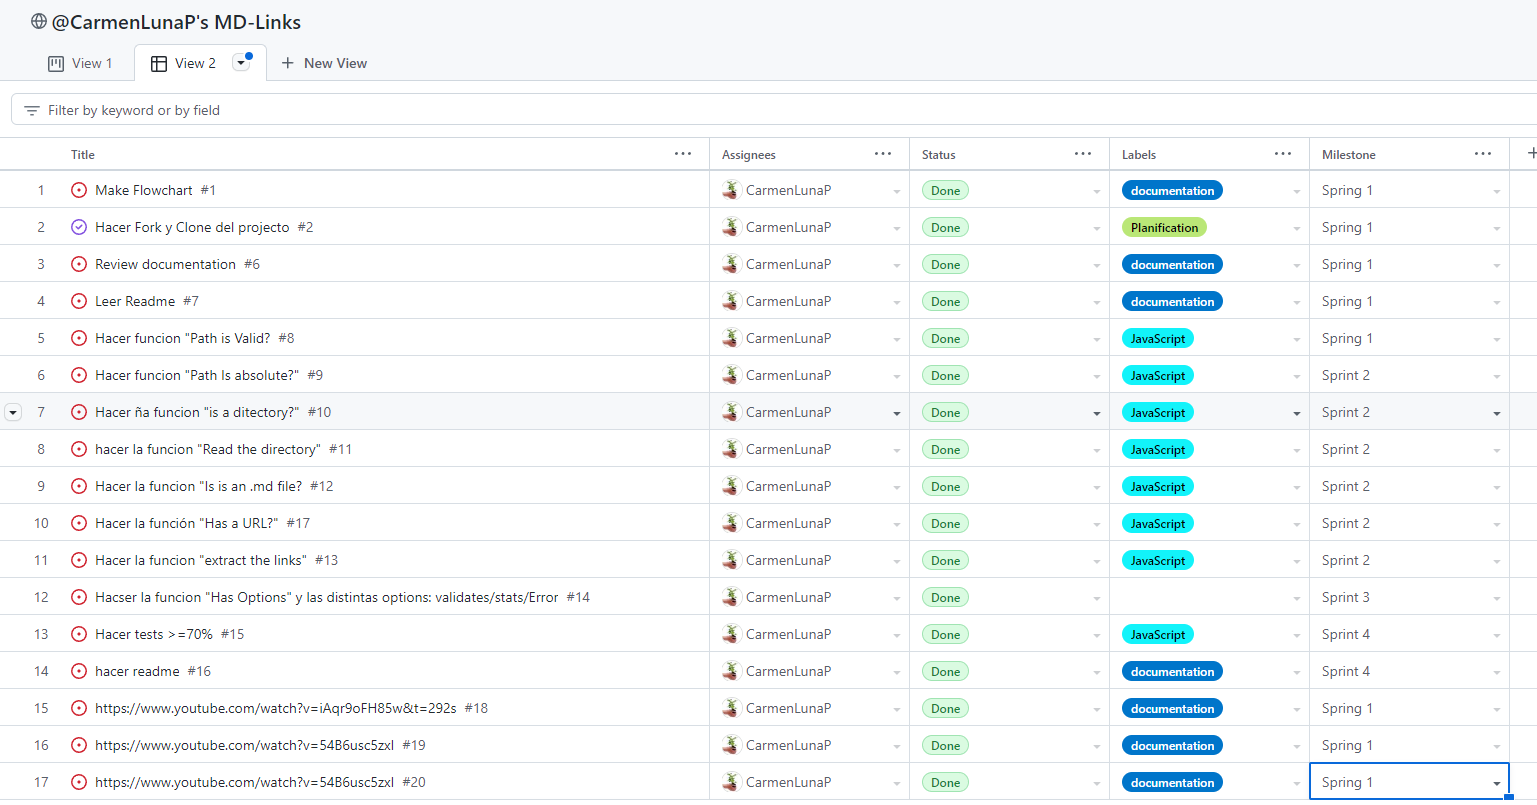 @CarmenLunaP's MD-Links
View 1 View 2 New View
Filter by keyword or by field
Title Assignees Status Labels Milestone
1 Make Flowchart #1 CarmenLunaP Done documentation Spring 1
2 Hacer Fork y Clone del projecto #2 CarmenLunaP Done Planification Spring 1
3 Review documentation #6 CarmenLunaP Done documentation Spring 1
4 Leer Readme #7 CarmenLunaP Done documentation Spring 1
5 Hacer funcion "Path is Valid? #8 CarmenLunaP Done JavaScript Spring 1
6 Hacer funcion "Path Is absolute?" #9 CarmenLunaP Done JavaScript Sprint 2
7 Hacer ña funcion "is a ditectory?" #10 CarmenLunaP Done JavaScript Sprint 2
8 hacer la funcion "Read the directory" #11 CarmenLunaP Done JavaScript Sprint 2
9 Hacer la funcion "Is is an .md file? #12 CarmenLunaP Done JavaScript Sprint 2
10 Hacer la función "Has a URL?" #17 CarmenLunaP Done JavaScript Sprint 2
11 Hacer la funcion "extract the links" #13 CarmenLunaP Done JavaScript Sprint 2
12 Hacser la funcion "Has Options" y las distintas options: validates/stats/Error #14 CarmenLunaP Done Sprint 3
13 Hacer tests >=70% #15 CarmenLunaP Done JavaScript Sprint 4
14 hacer readme #16 CarmenLunaP Done documentation Sprint 4
15 https://www.youtube.com/watch?v=iAqr9oFH85w&t=292s #18 CarmenLunaP Done documentation Spring 1
16 https://www.youtube.com/watch?v=54B6usc5zxI #19 CarmenLunaP Done documentation Spring 1
17 https://www.youtube.com/watch?v=54B6usc5zxI #20 CarmenLunaP Done documentation Spring 1